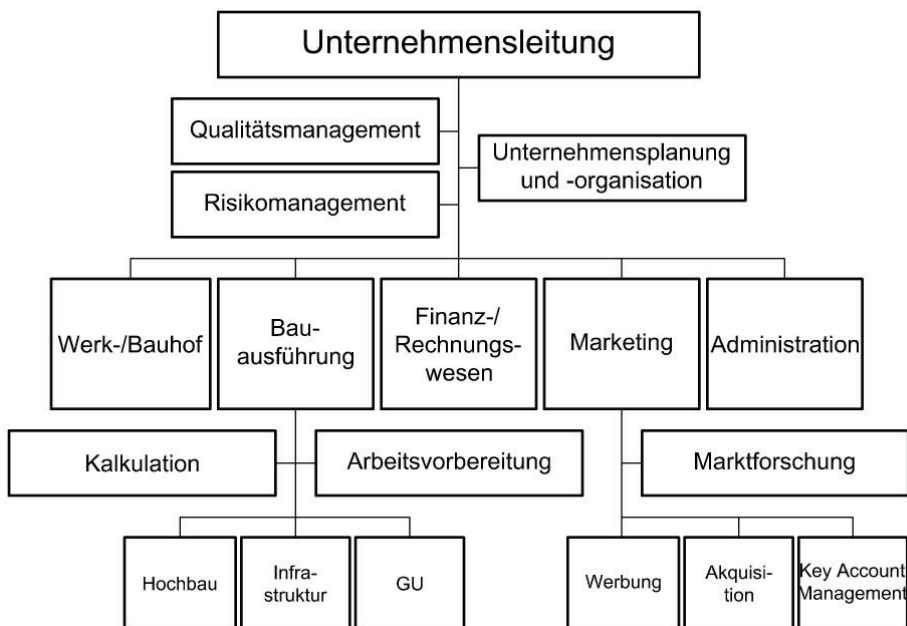 Unternehmensleitung
Qualitätsmanagement
Unternehmensplanung
und -organisation
Risikomanagement
Werk-/Bauhof
Bau-
ausführung
Finanz-/
Rechnungs-
wesen
Marketing
Administration
Kalkulation
Arbeitsvorbereitung
Marktforschung
Hochbau
Infra-
struktur
GU
Werbung
Akquisi-
tion
Key Account
Management